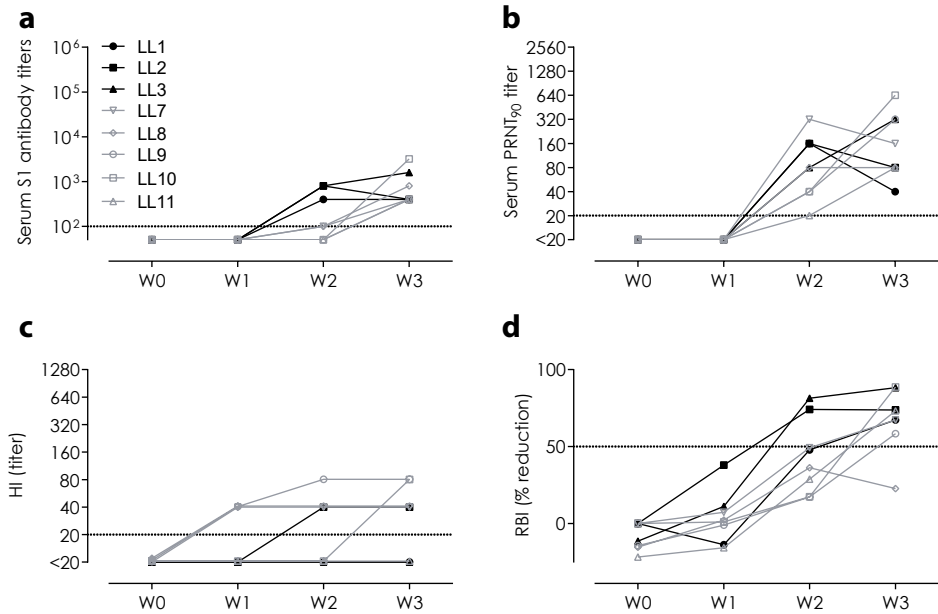 a
Serum S1 antibody titers
10⁶
10⁵
10⁴
10³
10²
LL1
LL2
LL3
LL7
LL8
LL9
LL10
LL11
W0 W1 W2 W3
b
Serum PRNT₉₀ titer
2560
1280
640
320
160
80
40
20
<20
W0 W1 W2 W3
c
HI (titer)
1280
640
320
160
80
40
20
<20
W0 W1 W2 W3
d
RBI (% reduction)
100
50
0
W0 W1 W2 W3